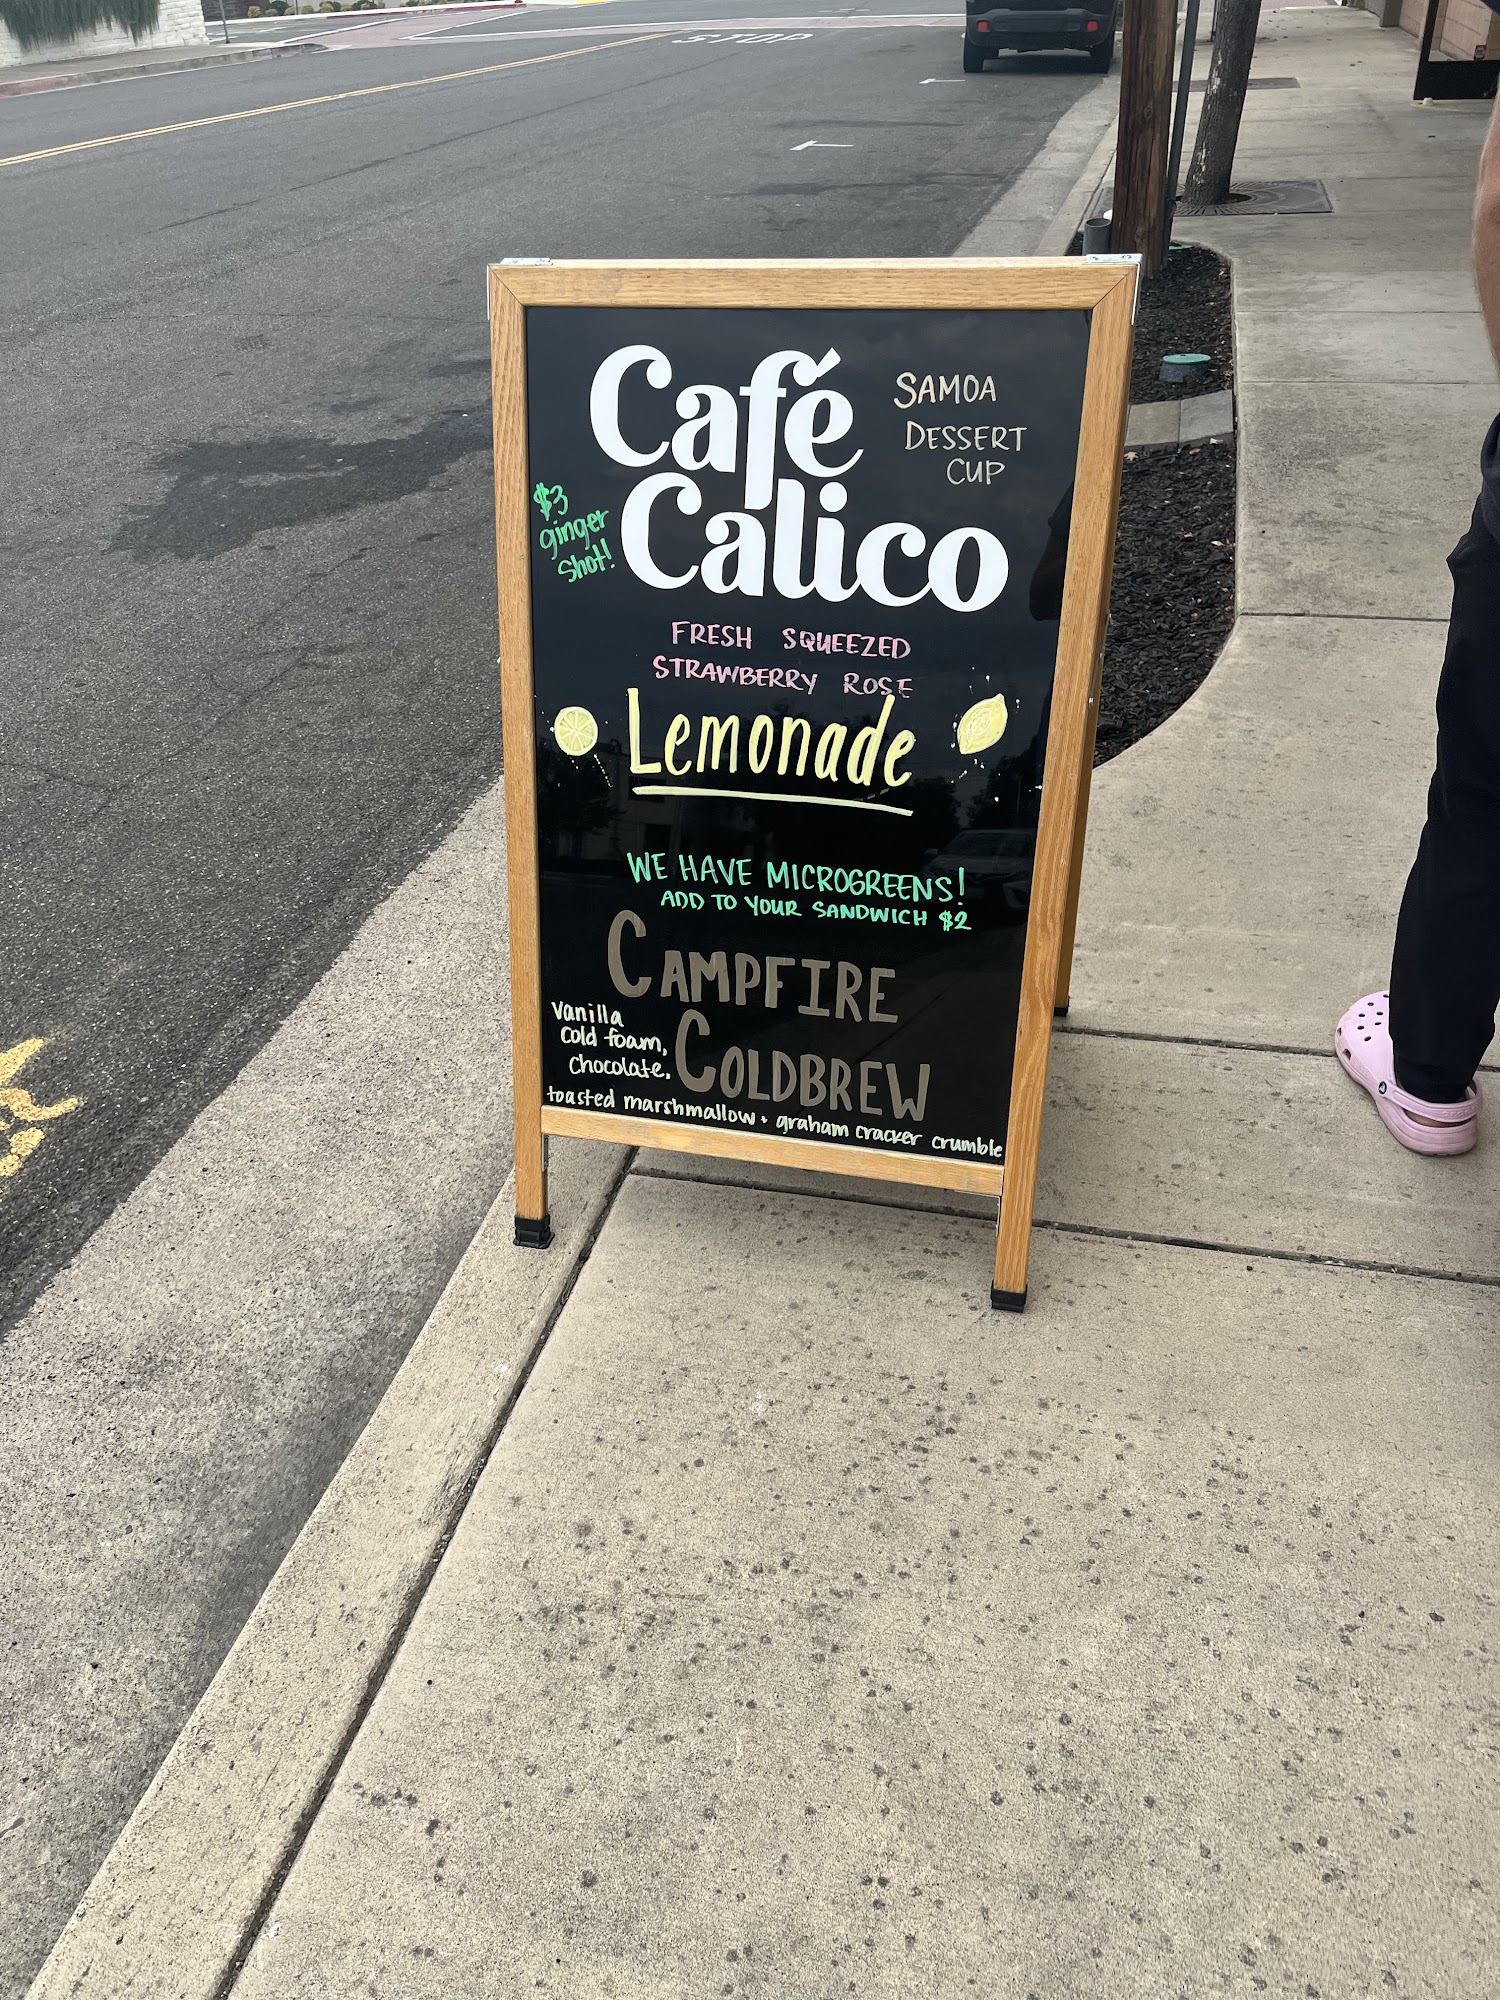 STOP
Café
Calico
SAMOA
DESSERT
CUP
$3
ginger
shot!
FRESH SQUEEZED
STRAWBERRY ROSE
Lemonade
WE HAVE MICROGREENS!
ADD TO YOUR SANDWICH $2
CAMPFIRE
COLDBREW
Vanilla
cold foam,
chocolate,
toasted marshmallow + graham cracker crumble